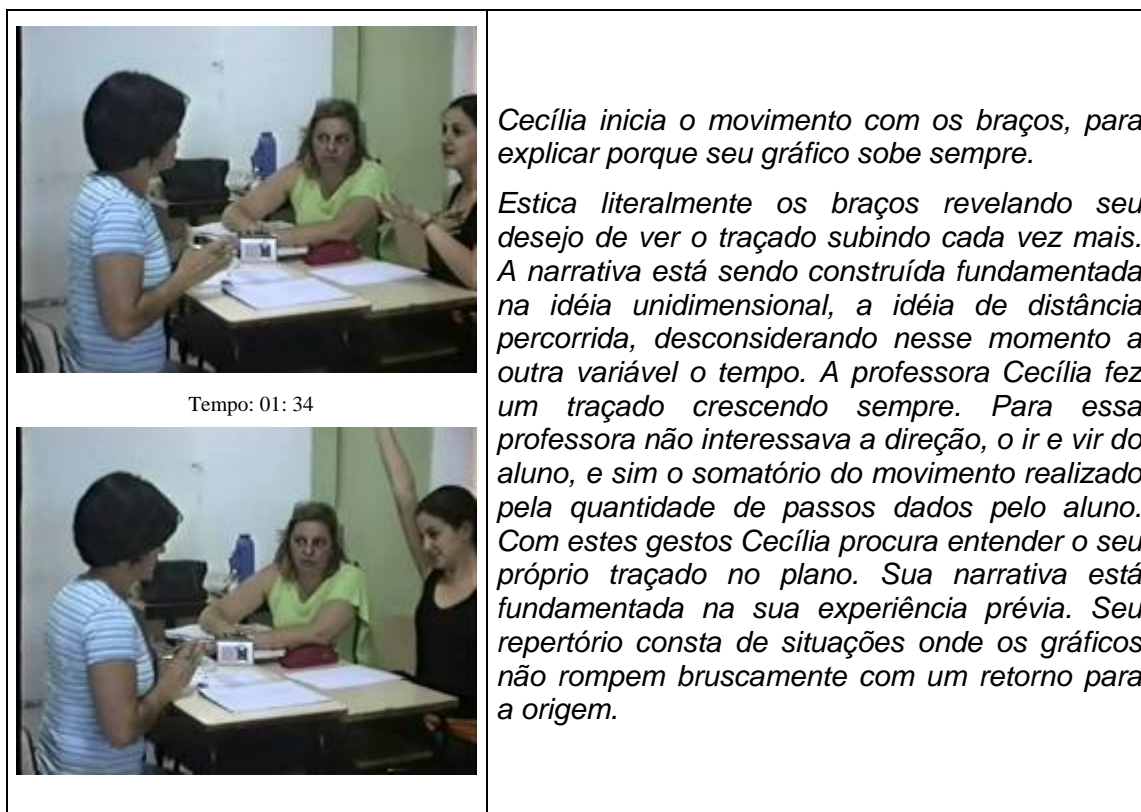 Tempo: 01: 34
Cecília inicia o movimento com os braços, para
explicar porque seu gráfico sobe sempre.
Estica literalmente os braços revelando seu
desejo de ver o traçado subindo cada vez mais.
A narrativa está sendo construída fundamentada
na idéia unidimensional, a idéia de distância
percorrida, desconsiderando nesse momento a
outra variável o tempo. A professora Cecília fez
um traçado crescendo sempre. Para essa
professora não interessava a direção, o ir e vir do
aluno, e sim o somatório do movimento realizado
pela quantidade de passos dados pelo aluno.
Com estes gestos Cecília procura entender o seu
próprio traçado no plano. Sua narrativa está
fundamentada na sua experiência prévia. Seu
repertório consta de situações onde os gráficos
não rompem bruscamente com um retorno para
a origem.